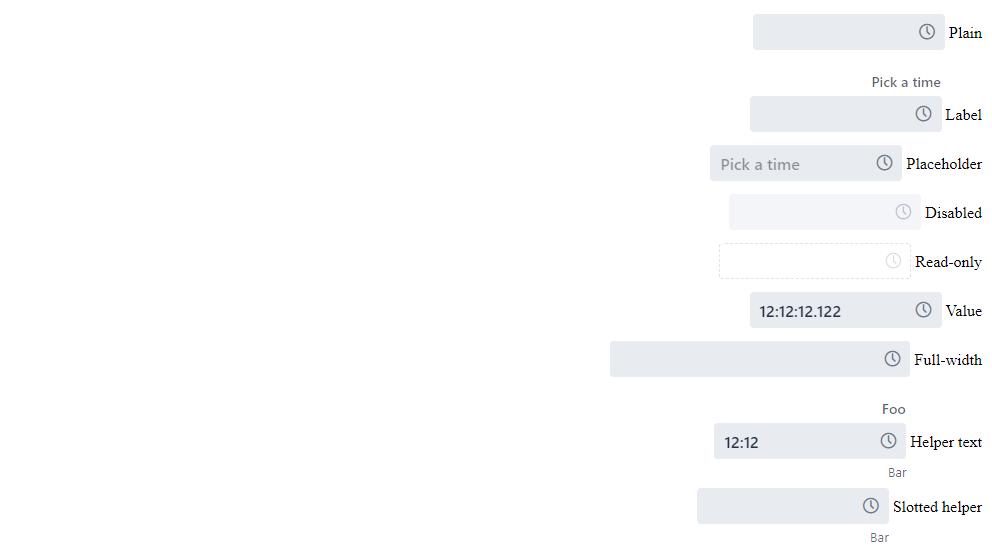 Plain
Pick a time
Label
Pick a time Placeholder
Disabled
Read-only
12:12:12.122 Value
Full-width
Foo
12:12 Helper text
Bar
Slotted helper
Bar